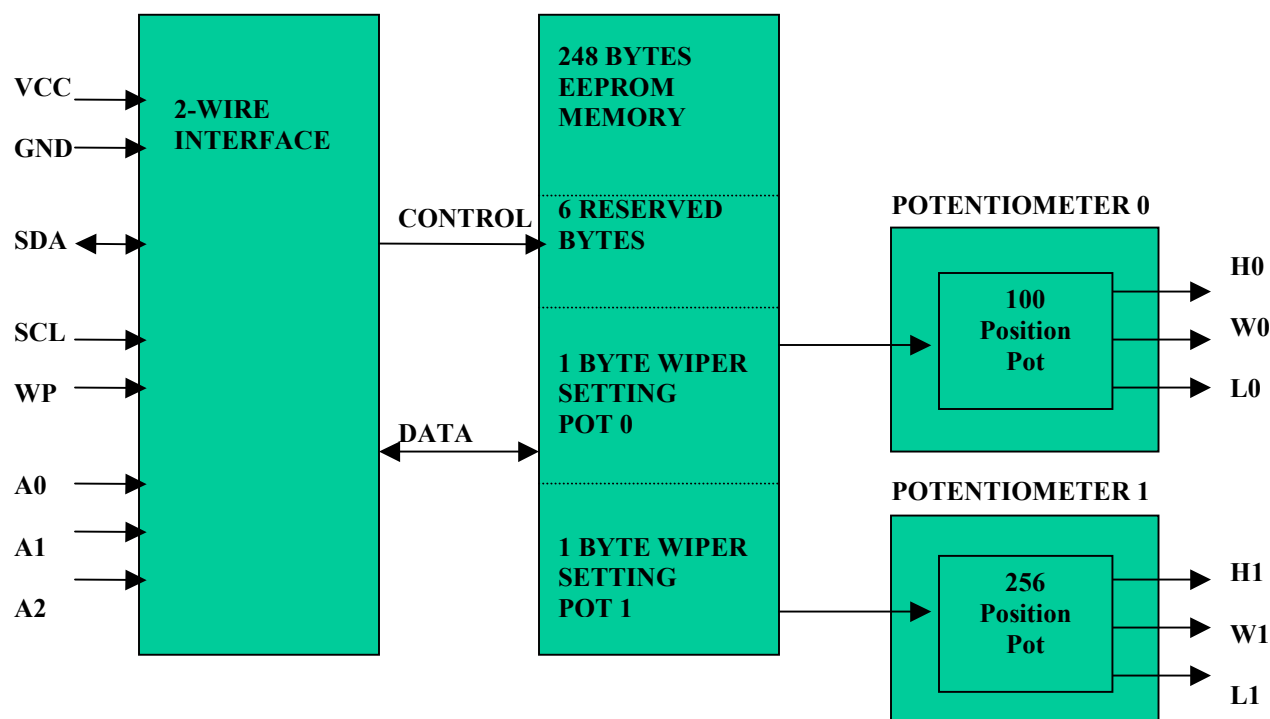 VCC
GND
SDA
SCL
WP
A0
A1
A2
2-WIRE
INTERFACE
CONTROL
DATA
248 BYTES
EEPROM
MEMORY
6 RESERVED
BYTES
1 BYTE WIPER
SETTING
POT 0
1 BYTE WIPER
SETTING
POT 1
POTENTIOMETER 0
100
Position
Pot
H0
W0
L0
POTENTIOMETER 1
256
Position
Pot
H1
W1
L1